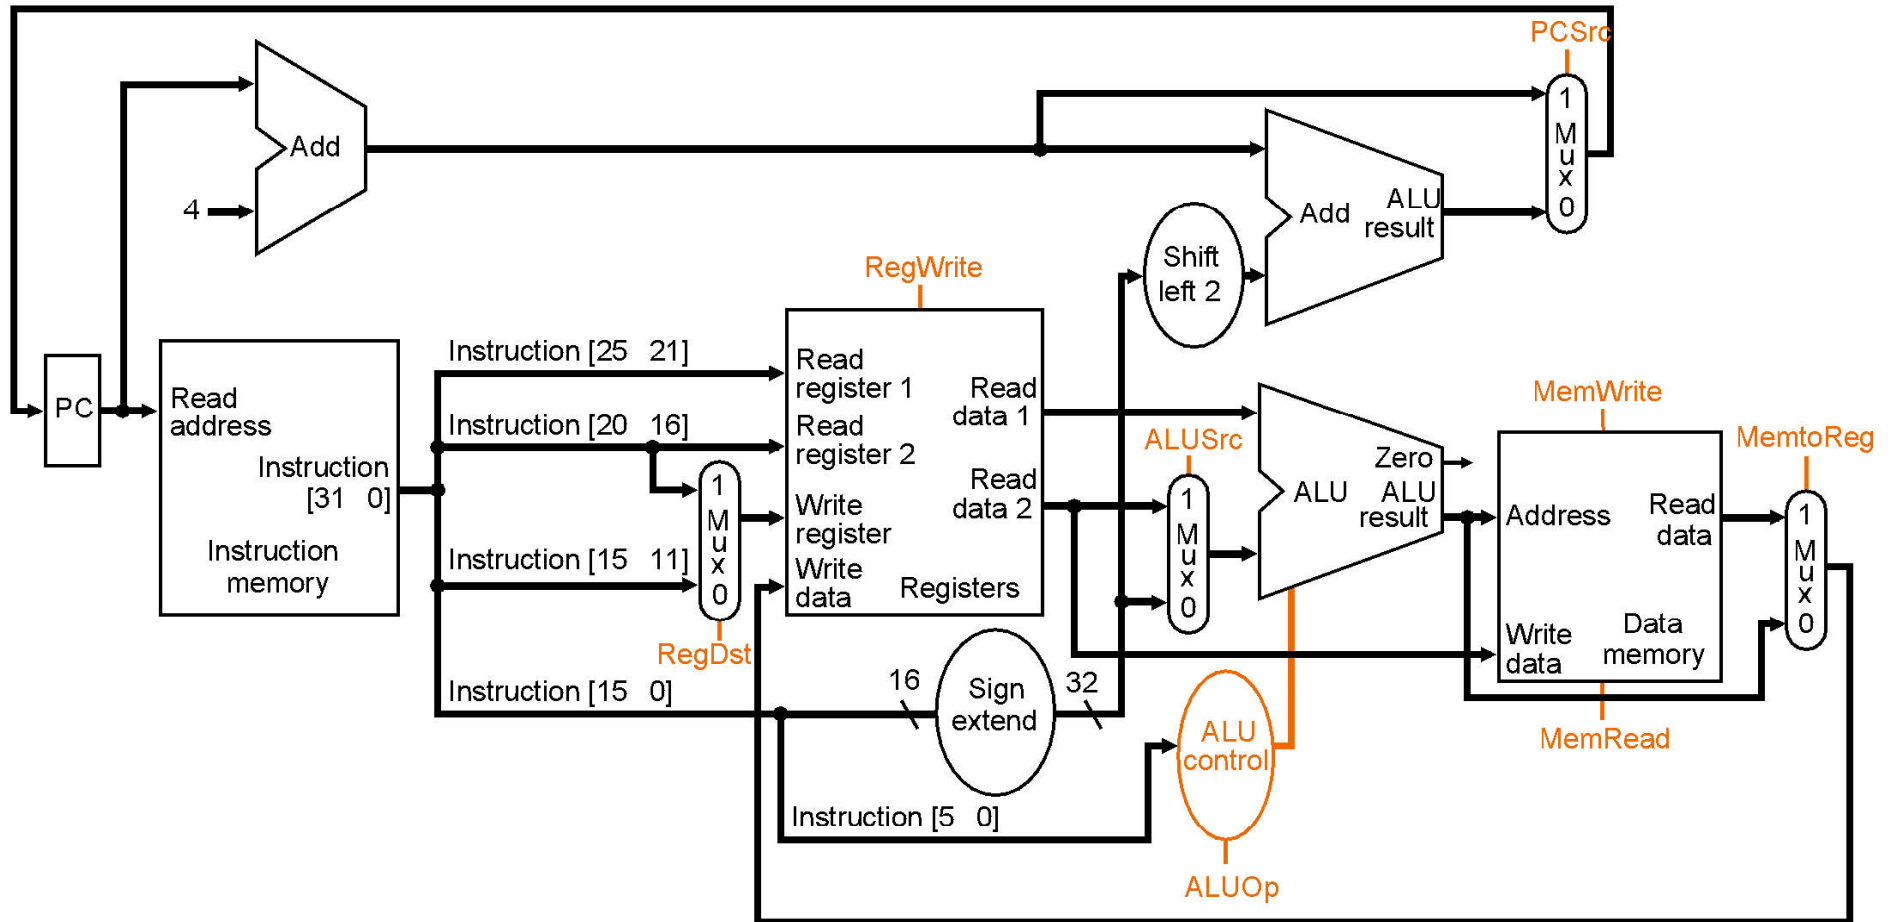 PCSrc
1
M
u
x
0
Add
4
Add
ALU
result
Shift
left 2
RegWrite
PC
Read
address
Instruction
[31 0]
Instruction
memory
Instruction [25 21]
Instruction [20 16]
Instruction [15 11]
Instruction [15 0]
1
M
u
x
0
RegDst
Read
register 1
Read
register 2
Write
register
Write
data
Read
data 1
Read
data 2
Registers
ALUSrc
1
M
u
x
0
Zero
ALU
ALU
result
MemWrite
Address
Read
data
Write
data
Data
memory
MemRead
MemtoReg
1
M
u
x
0
16
Sign
extend
32
ALU
control
Instruction [5 0]
ALUOp